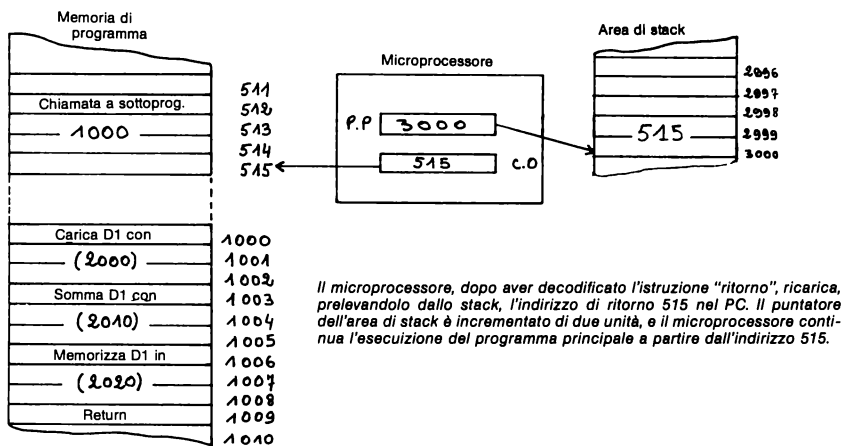 Memoria di
programma
Chiamata a sottoprog.
1000
511
512
513
514
515
Microprocessore
P.P
3000
515
C.O
Area di stack
515
2996
2997
2998
2999
3000
Carica D1 con
(2000)
Somma D1 con
(2010)
Memorizza D1 in
(2020)
Return
1000
1001
1002
1003
1004
1005
1006
1007
1008
1009
1010
Il microprocessore, dopo aver decodificato l'istruzione "ritorno", ricarica,
prelevandolo dallo stack, l'indirizzo di ritorno 515 nel PC. Il puntatore
dell'area di stack è incrementato di due unità, e il microprocessore conti-
nua l'esecuizione del programma principale a partire dall'indirizzo 515.